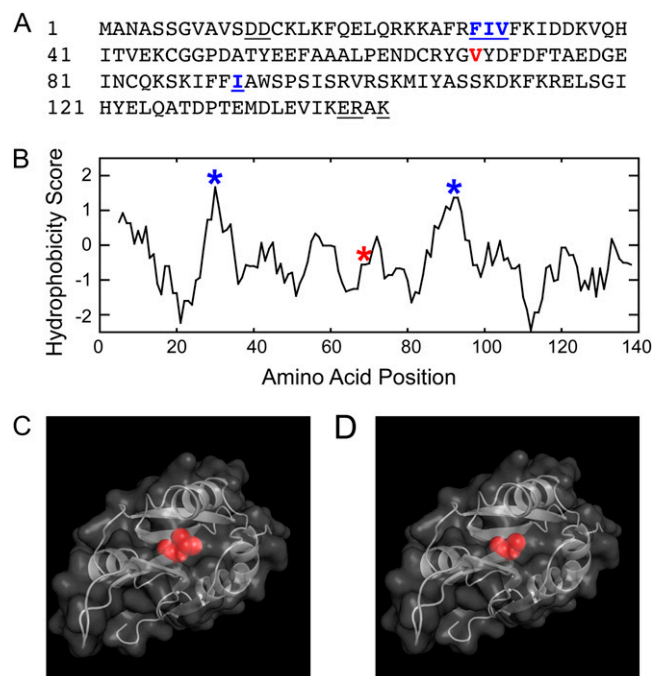 A
1 MANASSGVAVSDDCKLKFQELQRKKAFRFIVFKIDDKVQH
41 ITVEKCGGPDATYEEFAAALPENDCRYGVYDFDFTAEDGE
81 INCQKSKIFFIAWSPSISRVRSKMIYASSKDKFKRELSGI
121 HYELQATDPTEMDLEVIKERAK
B
Hydrophobicity Score
2
1
0
-1
-2
0 20 40 60 80 100 120 140
Amino Acid Position
C D